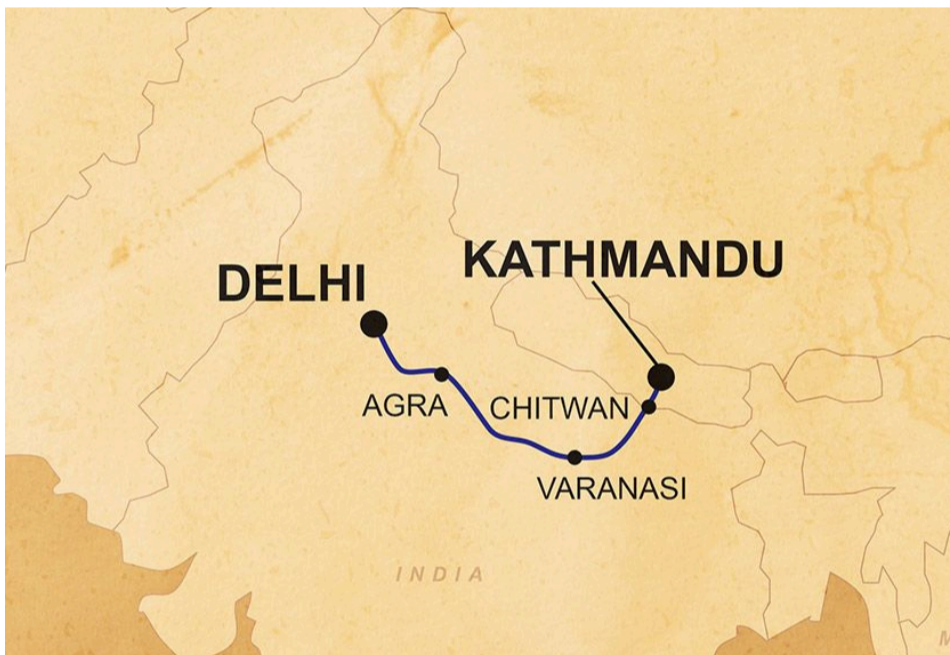 KATHMANDU
DELHI
AGRA
CHITWAN
VARANASI
INDIA
M